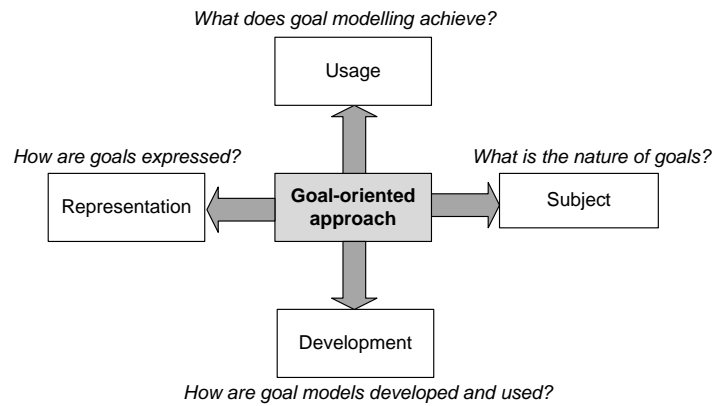 What does goal modelling achieve?
Usage
How are goals expressed?
What is the nature of goals?
Representation
Goal-oriented
approach
Subject
Development
How are goal models developed and used?